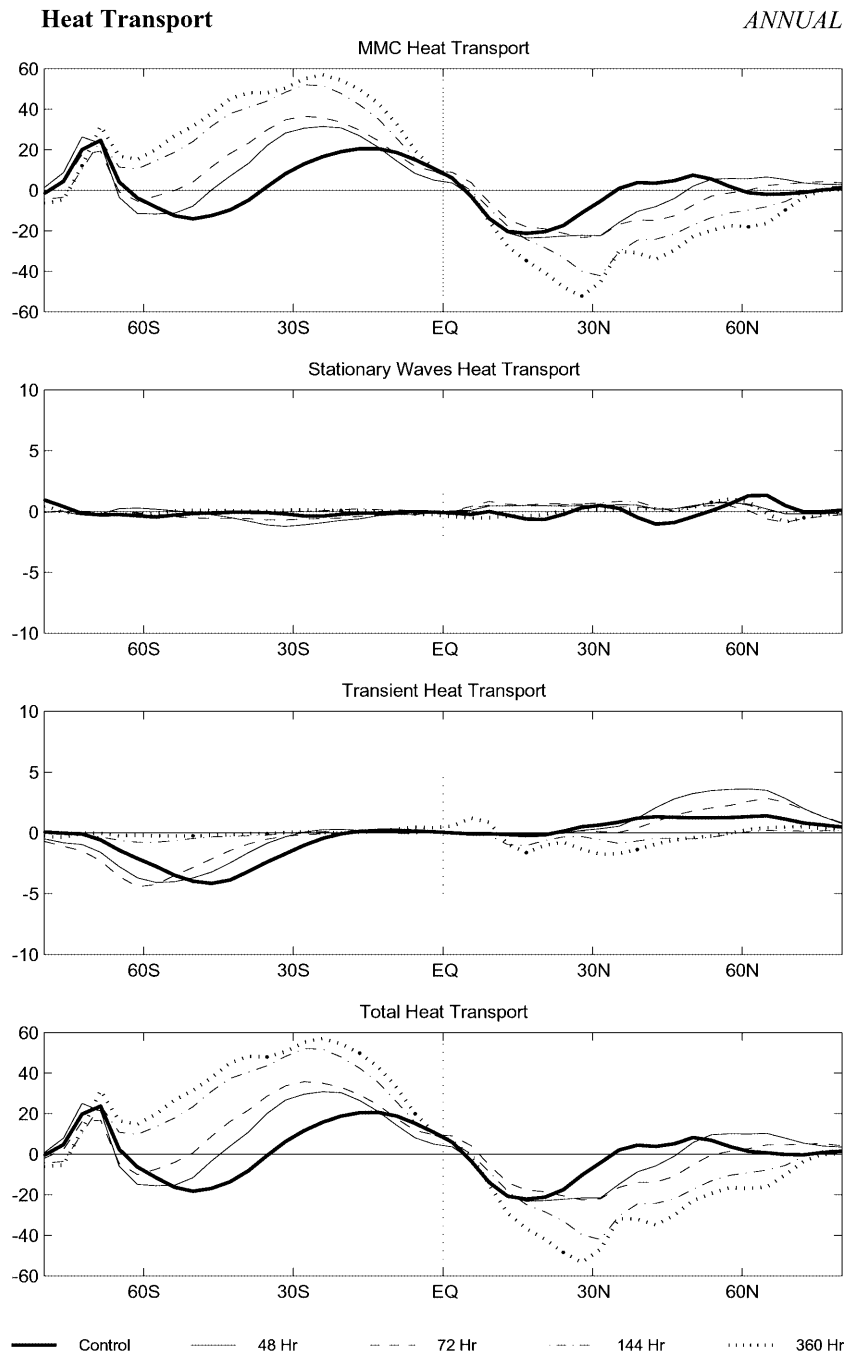 Heat Transport ANNUAL
MMC Heat Transport
60
40
20
0
-20
-40
-60
60S 30S EQ 30N 60N
Stationary Waves Heat Transport
10
5
0
-5
-10
60S 30S EQ 30N 60N
Transient Heat Transport
10
5
0
-5
-10
60S 30S EQ 30N 60N
Total Heat Transport
60
40
20
0
-20
-40
-60
60S 30S EQ 30N 60N
Control 48 Hr 72 Hr 144 Hr 360 Hr